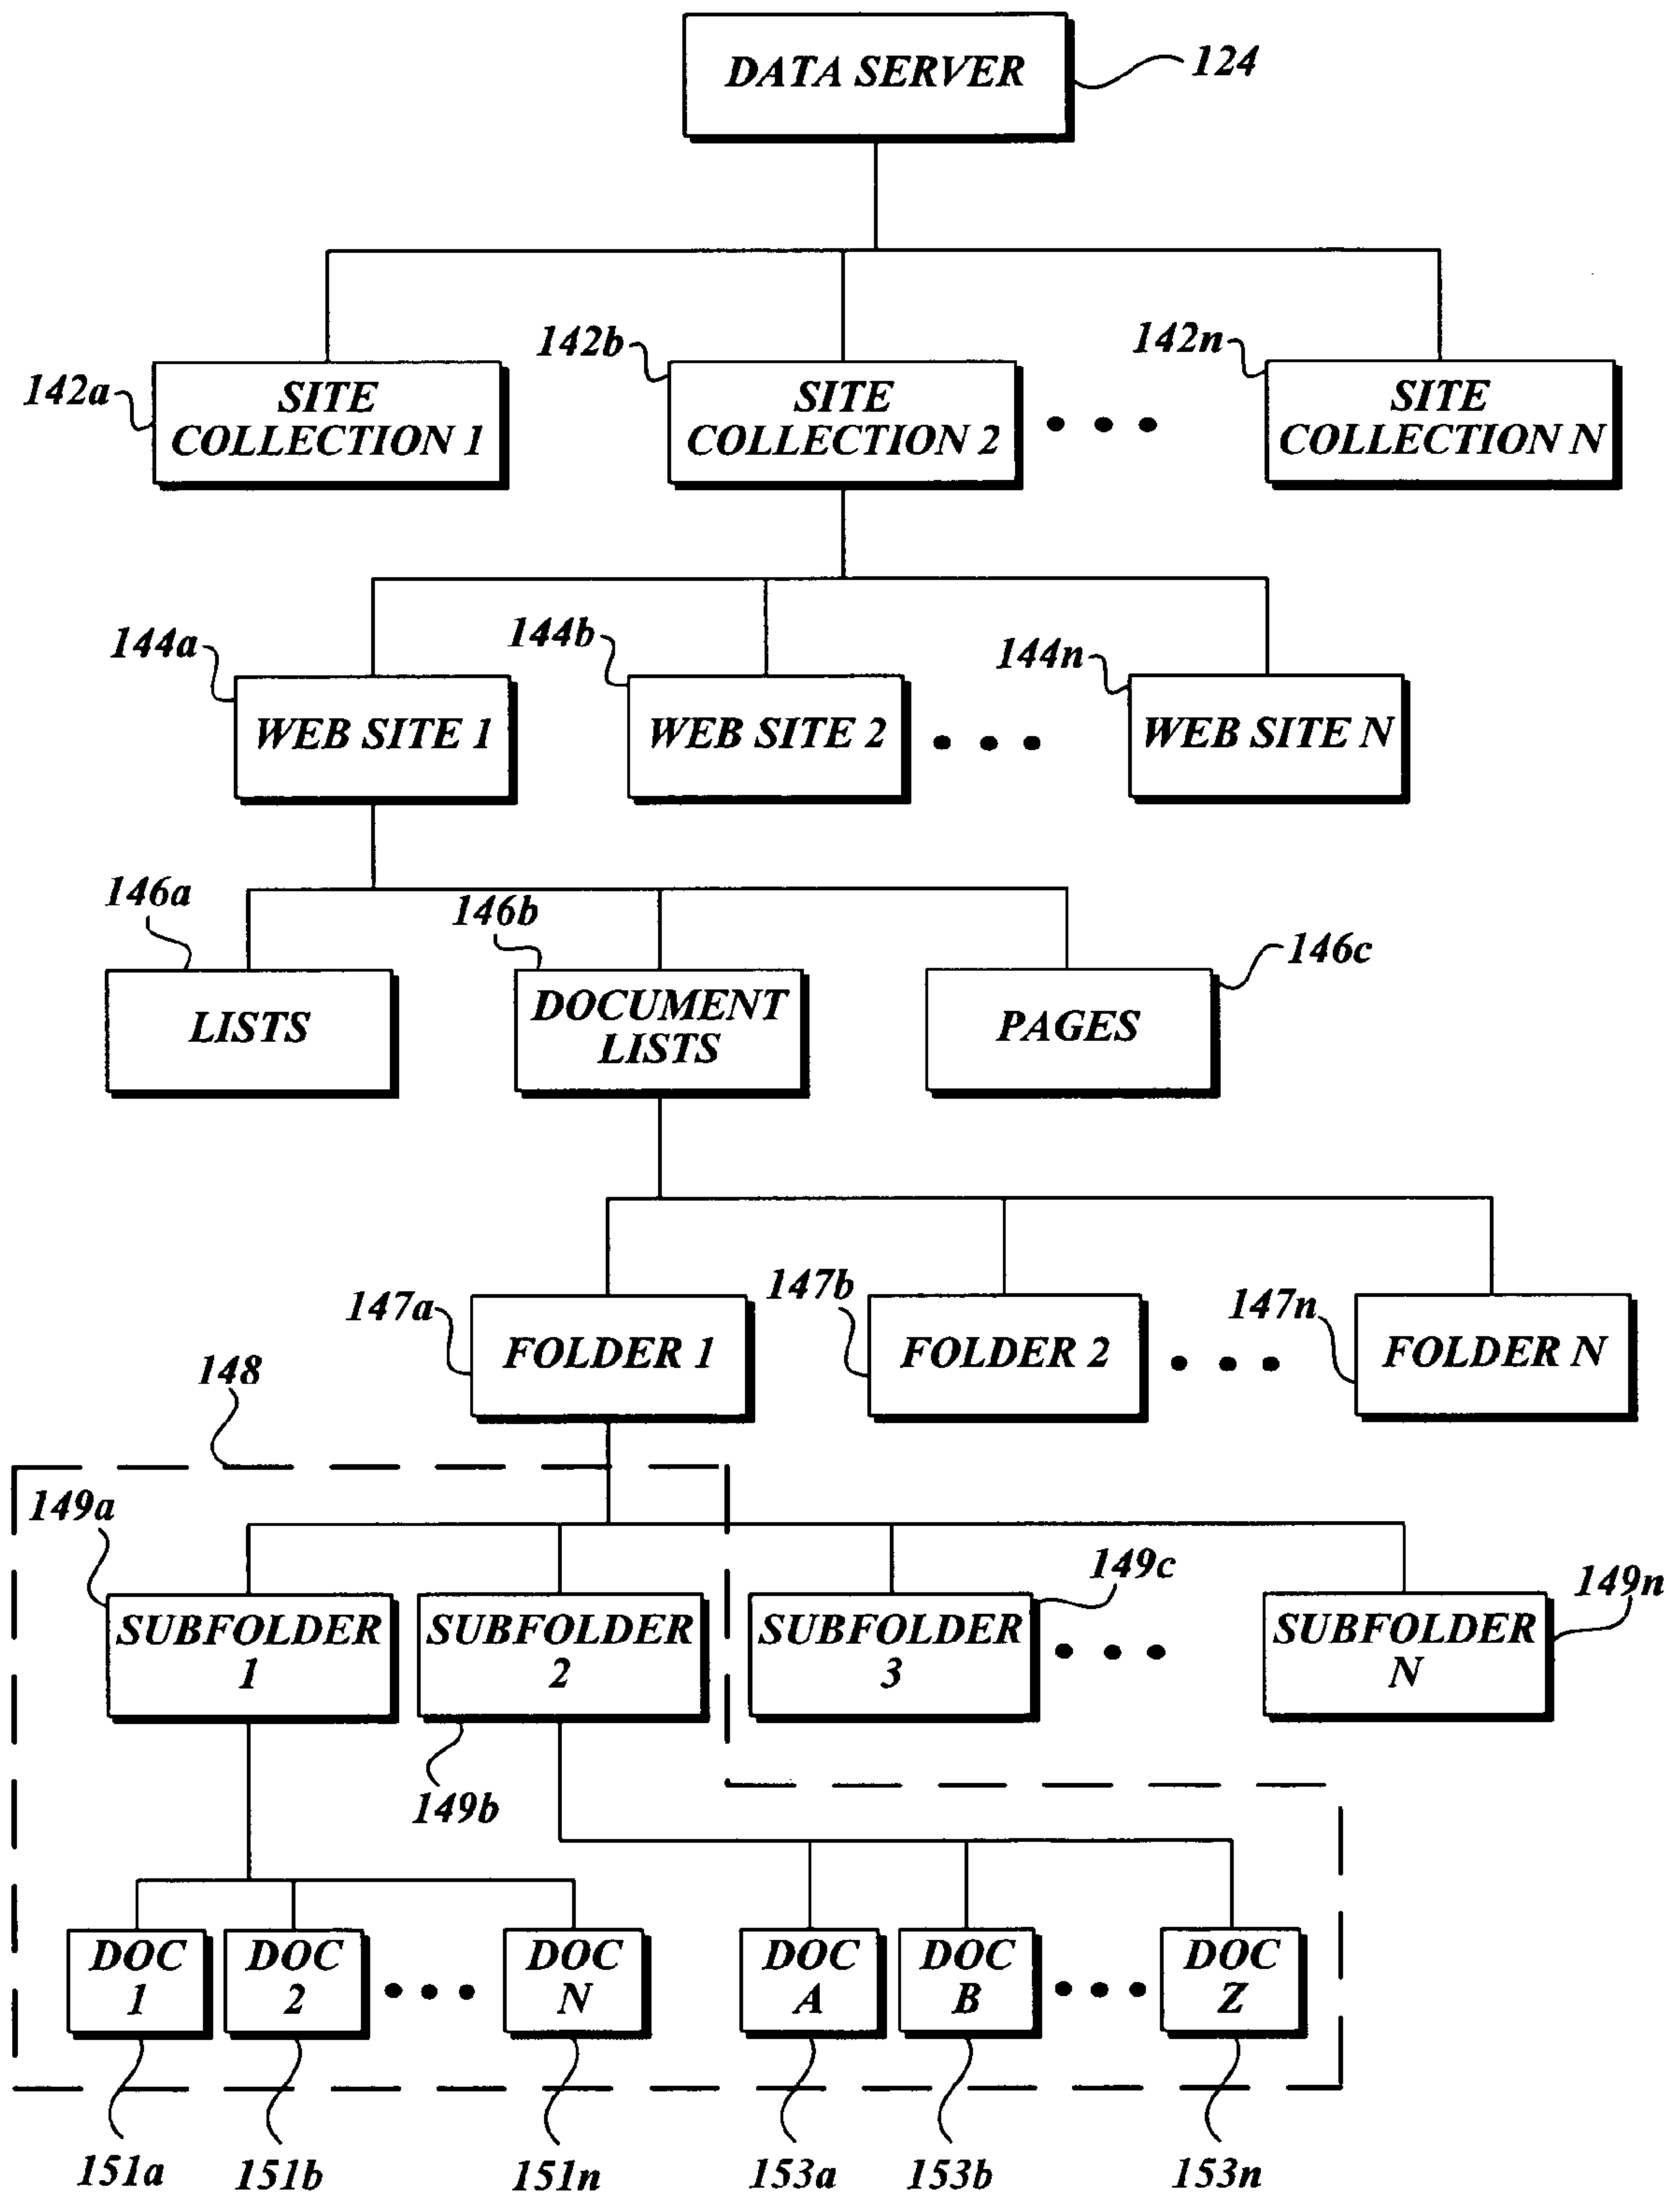 DATA SERVER
124
142a
SITE
COLLECTION 1
142b
SITE
COLLECTION 2
142n
SITE
COLLECTION N
144a
WEB SITE 1
144b
WEB SITE 2
144n
WEB SITE N
146a
LISTS
146b
DOCUMENT
LISTS
146c
PAGES
147a
FOLDER 1
147b
FOLDER 2
147n
FOLDER N
148
149a
SUBFOLDER
1
SUBFOLDER
2
149b
149c
SUBFOLDER
3
149n
SUBFOLDER
N
DOC
1
DOC
2
DOC
N
DOC
A
DOC
B
DOC
Z
151a
151b
151n
153a
153b
153n